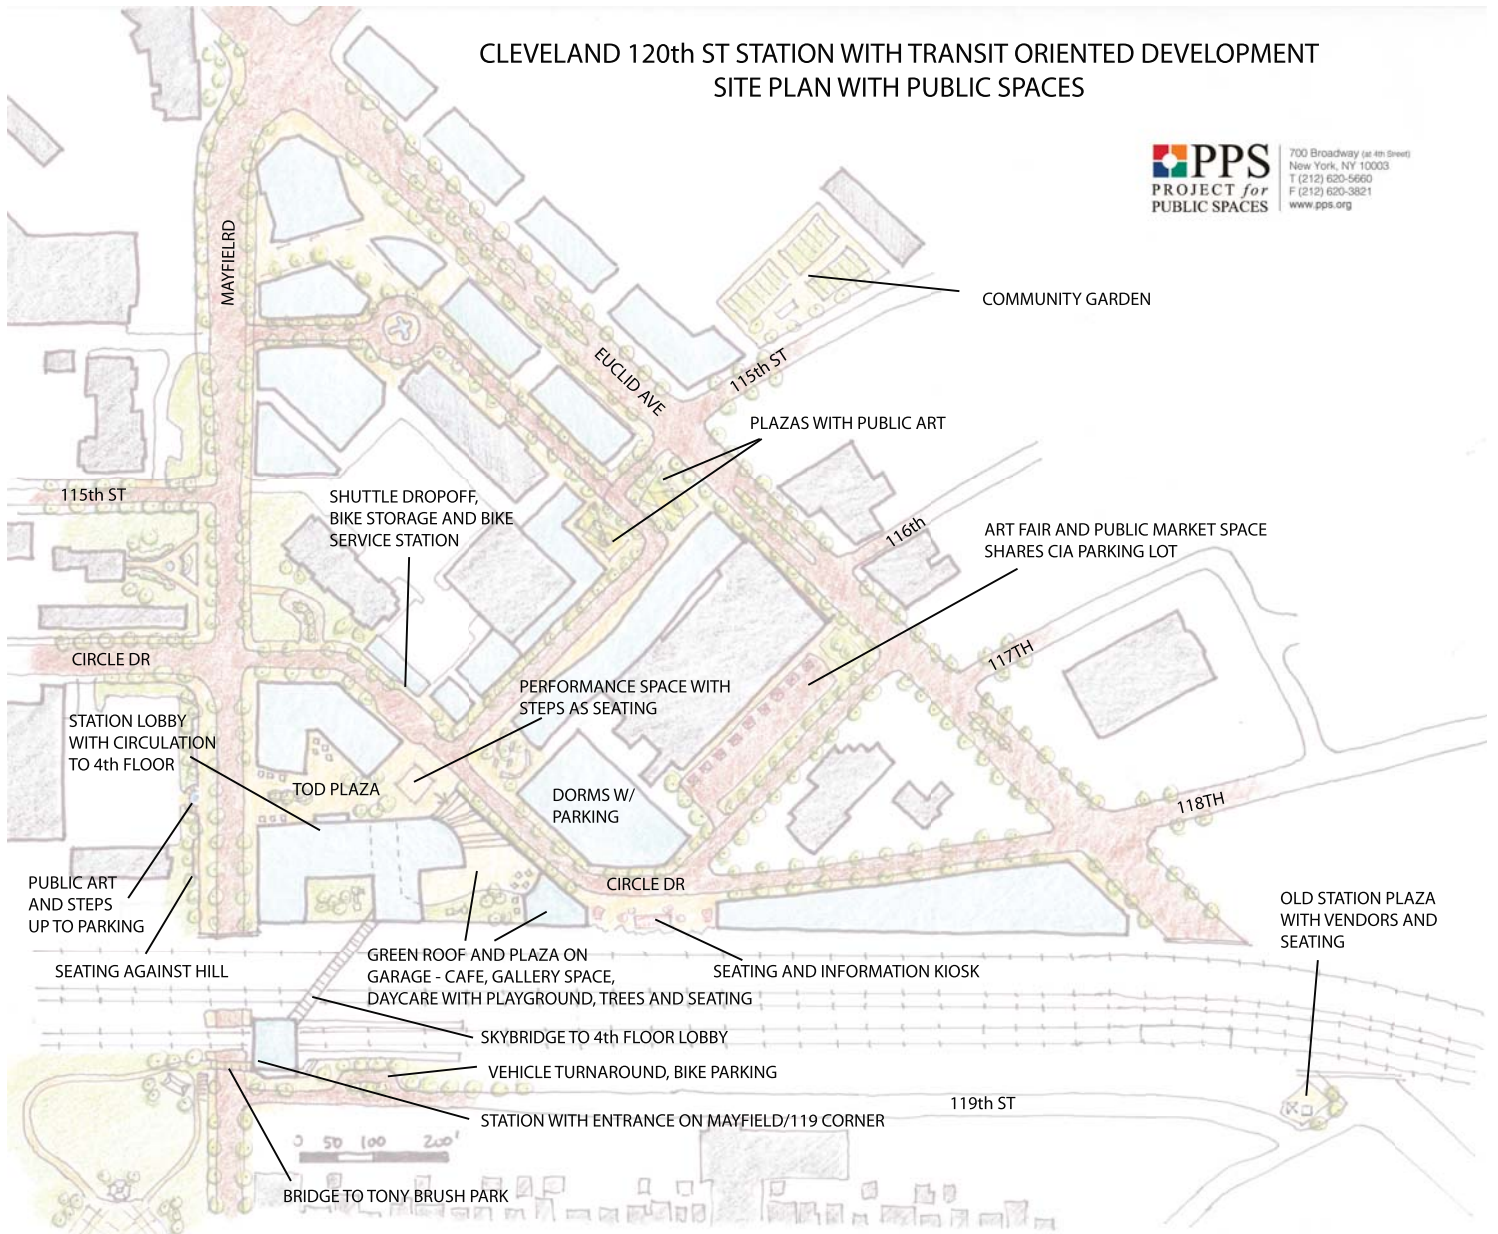 CLEVELAND 120th ST STATION WITH TRANSIT ORIENTED DEVELOPMENT
SITE PLAN WITH PUBLIC SPACES
PPS
PROJECT for
PUBLIC SPACES
700 Broadway (at 4th Street)
New York, NY 10003
T (212) 620-5660
F (212) 620-3821
www.pps.org
MAYFIELRD
COMMUNITY GARDEN
EUCLID AVE
115th ST
PLAZAS WITH PUBLIC ART
115th ST
SHUTTLE DROPOFF,
BIKE STORAGE AND BIKE
SERVICE STATION
116th
ART FAIR AND PUBLIC MARKET SPACE
SHARES CIA PARKING LOT
CIRCLE DR
117TH
PERFORMANCE SPACE WITH
STEPS AS SEATING
STATION LOBBY
WITH CIRCULATION
TO 4th FLOOR
TOD PLAZA
DORMS W/
PARKING
118TH
PUBLIC ART
AND STEPS
UP TO PARKING
CIRCLE DR
OLD STATION PLAZA
WITH VENDORS AND
SEATING
SEATING AGAINST HILL
GREEN ROOF AND PLAZA ON
GARAGE - CAFE, GALLERY SPACE,
DAYCARE WITH PLAYGROUND, TREES AND SEATING
SEATING AND INFORMATION KIOSK
SKYBRIDGE TO 4th FLOOR LOBBY
VEHICLE TURNAROUND, BIKE PARKING
119th ST
STATION WITH ENTRANCE ON MAYFIELD/119 CORNER
0 50 100 200'
BRIDGE TO TONY BRUSH PARK